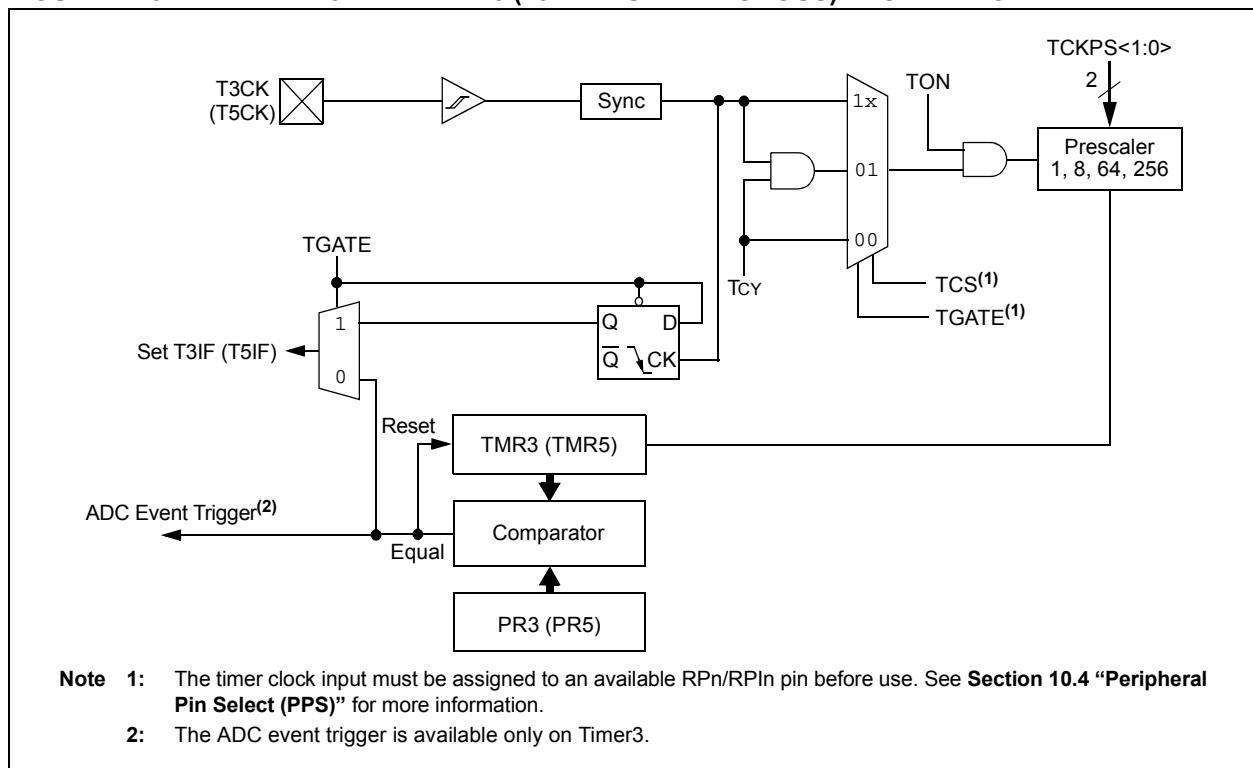 TCKPS<1:0>
2
T3CK
(T5CK)
Sync
TON
1x
Prescaler
1, 8, 64, 256
01
00
TGATE
TCY
TCS(1)
TGATE(1)
1
Q D
Q CK
Set T3IF (T5IF)
0
Reset
TMR3 (TMR5)
ADC Event Trigger(2)
Equal
Comparator
PR3 (PR5)
Note 1: The timer clock input must be assigned to an available RPn/RPIn pin before use. See Section 10.4 “Peripheral
Pin Select (PPS)” for more information.
2: The ADC event trigger is available only on Timer3.